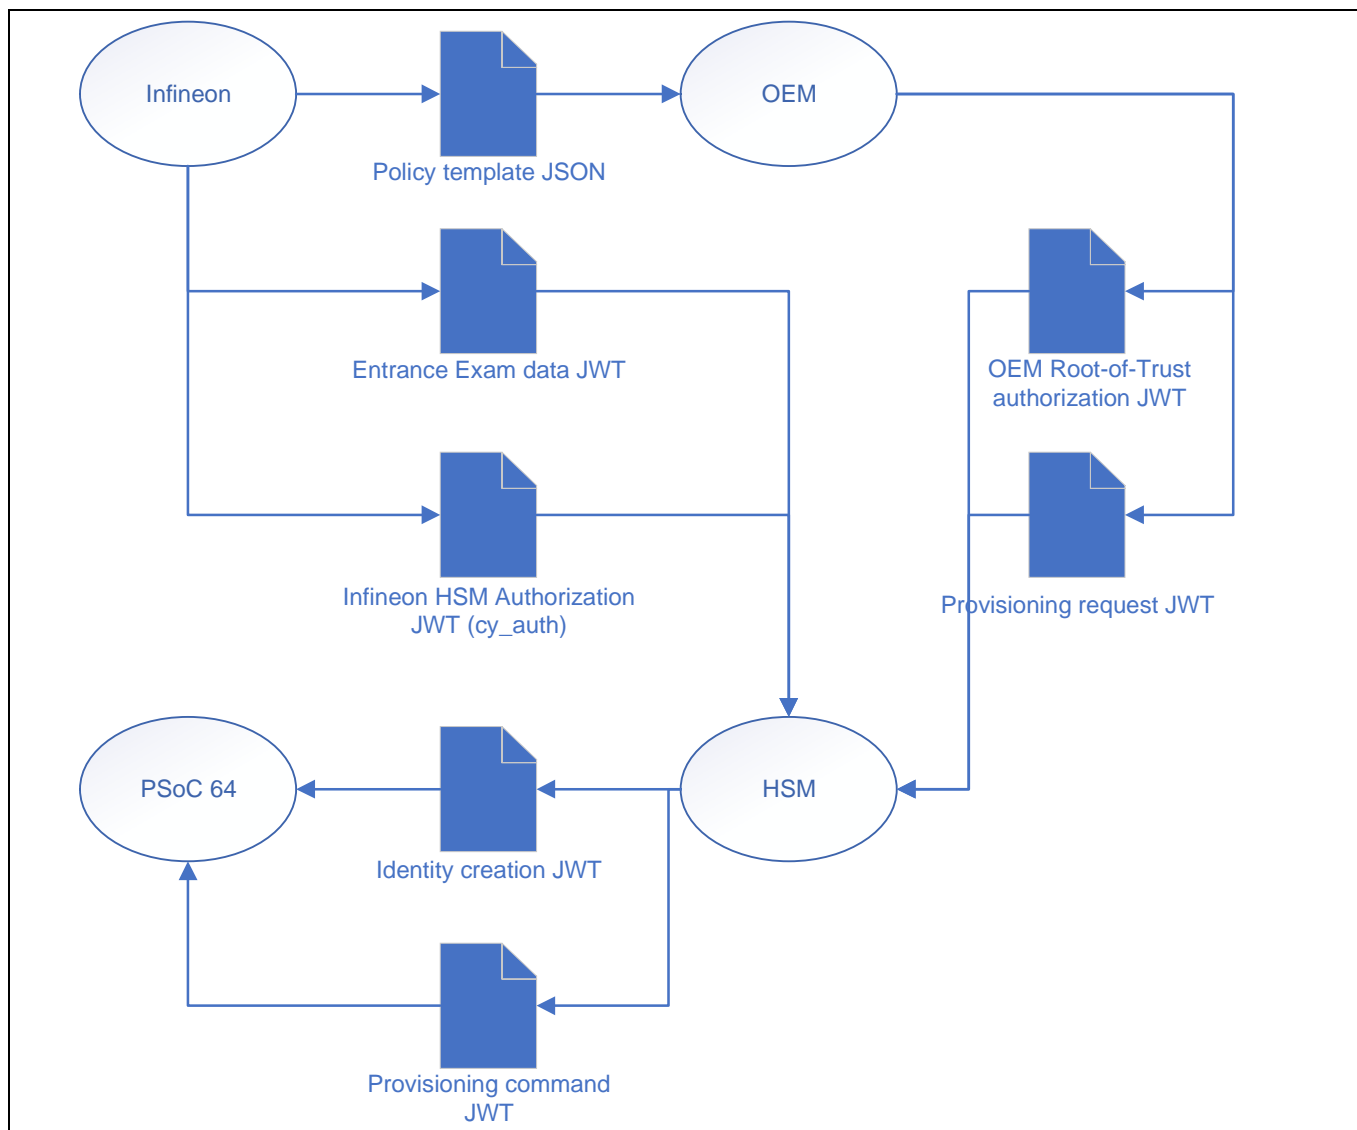 Infineon
OEM
Policy template JSON
Entrance Exam data JWT
OEM Root-of-Trust
authorization JWT
Infineon HSM Authorization
JWT (cy_auth)
Provisioning request JWT
PSoC 64
HSM
Identity creation JWT
Provisioning command
JWT